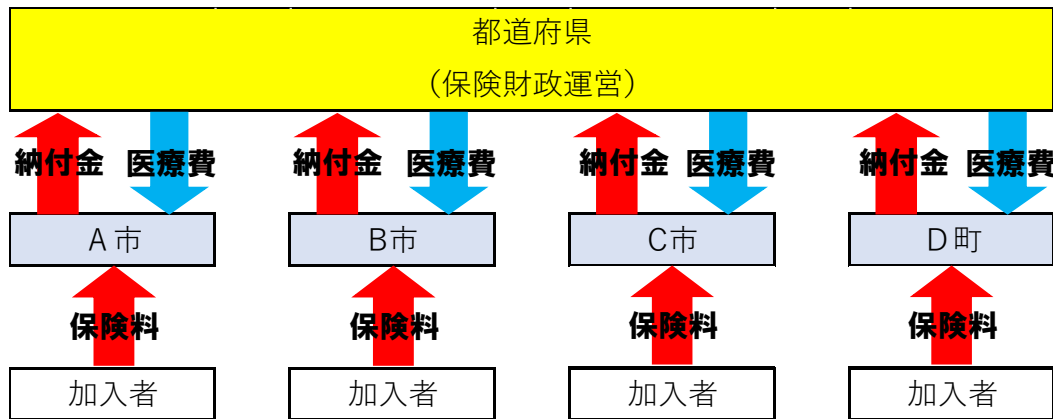 都道府県
（保険財政運営）
納付金 医療費 納付金 医療費 納付金 医療費 納付金 医療費
A市 B市 C市 D町
保険料 保険料 保険料 保険料
加入者 加入者 加入者 加入者